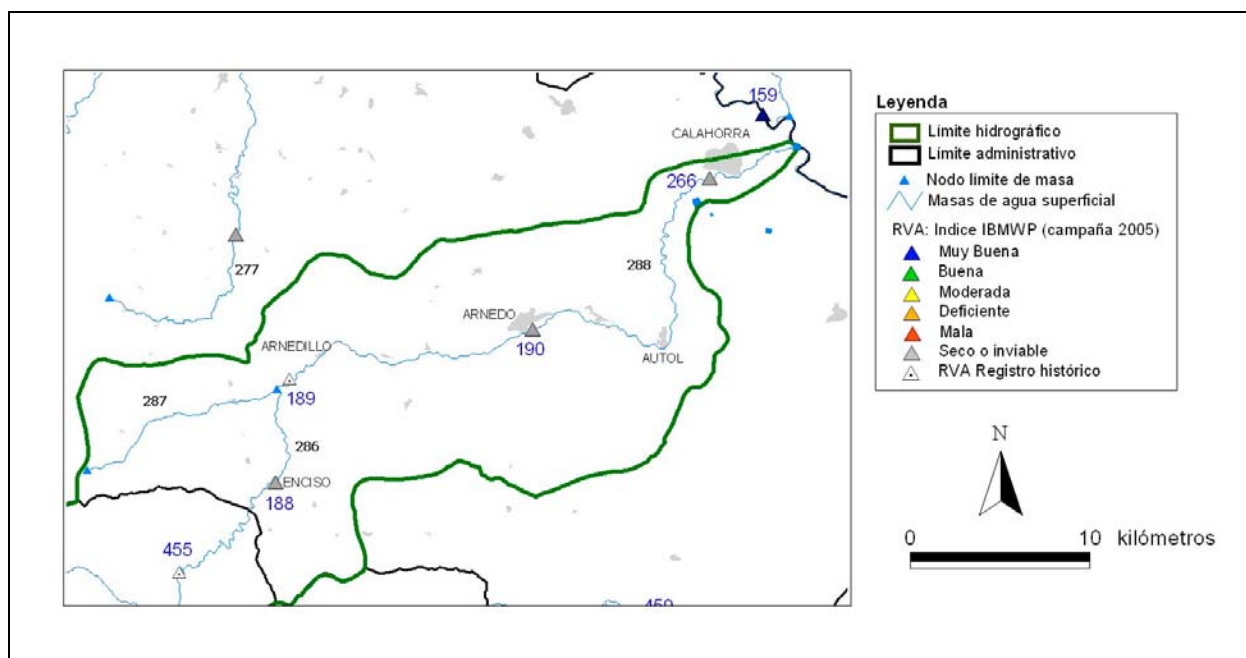 159
CALAHORRA
266
277
288
ARNEDO
190
ARNEDILLO
AUTOL
189
287
286
ENCISO
188
455
459
Leyenda
Límite hidrográfico
Límite administrativo
Nodo límite de masa
Masas de agua superficial
RVA: Indice IBMWP (campaña 2005)
Muy Buena
Buena
Moderada
Deficiente
Mala
Seco o inviable
RVA Registro histórico
N
0 10 kilómetros